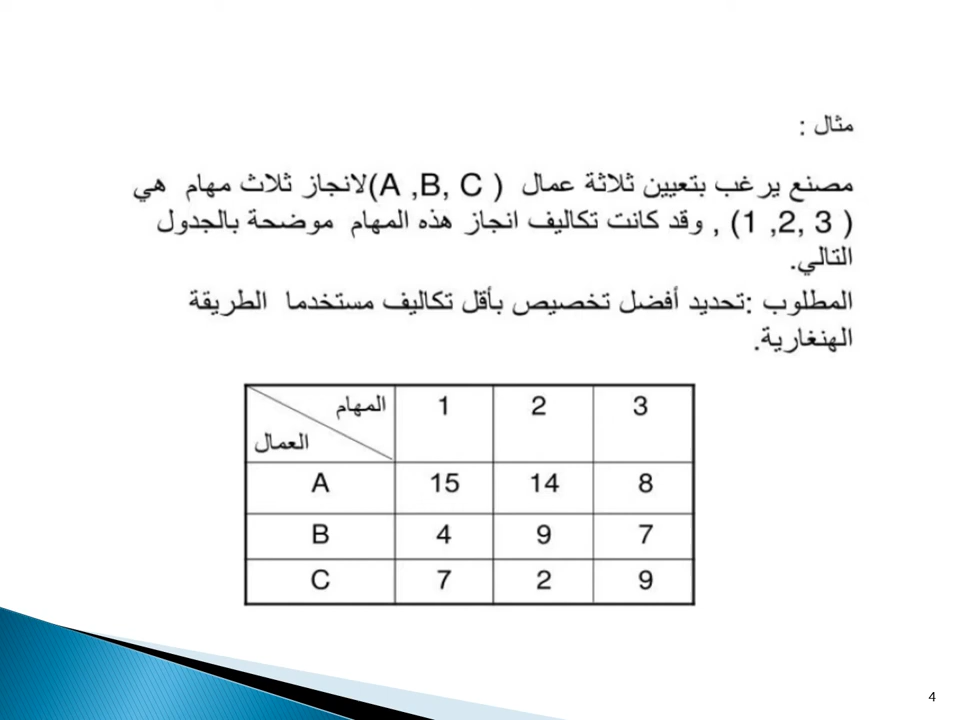 مثال :
مصنع يرغب بتعيين ثلاثة عمال ( A ,B, C)لانجاز ثلاث مهام هي
( 1 ,2, 3) , وقد كانت تكاليف انجاز هذه المهام موضحة بالجدول
التالي.
المطلوب :تحديد أفضل تخصيص بأقل تكاليف مستخدما الطريقة
الهنغارية.
المهام 1 2 3
العمال
A 15 14 8
B 4 9 7
C 7 2 9
4